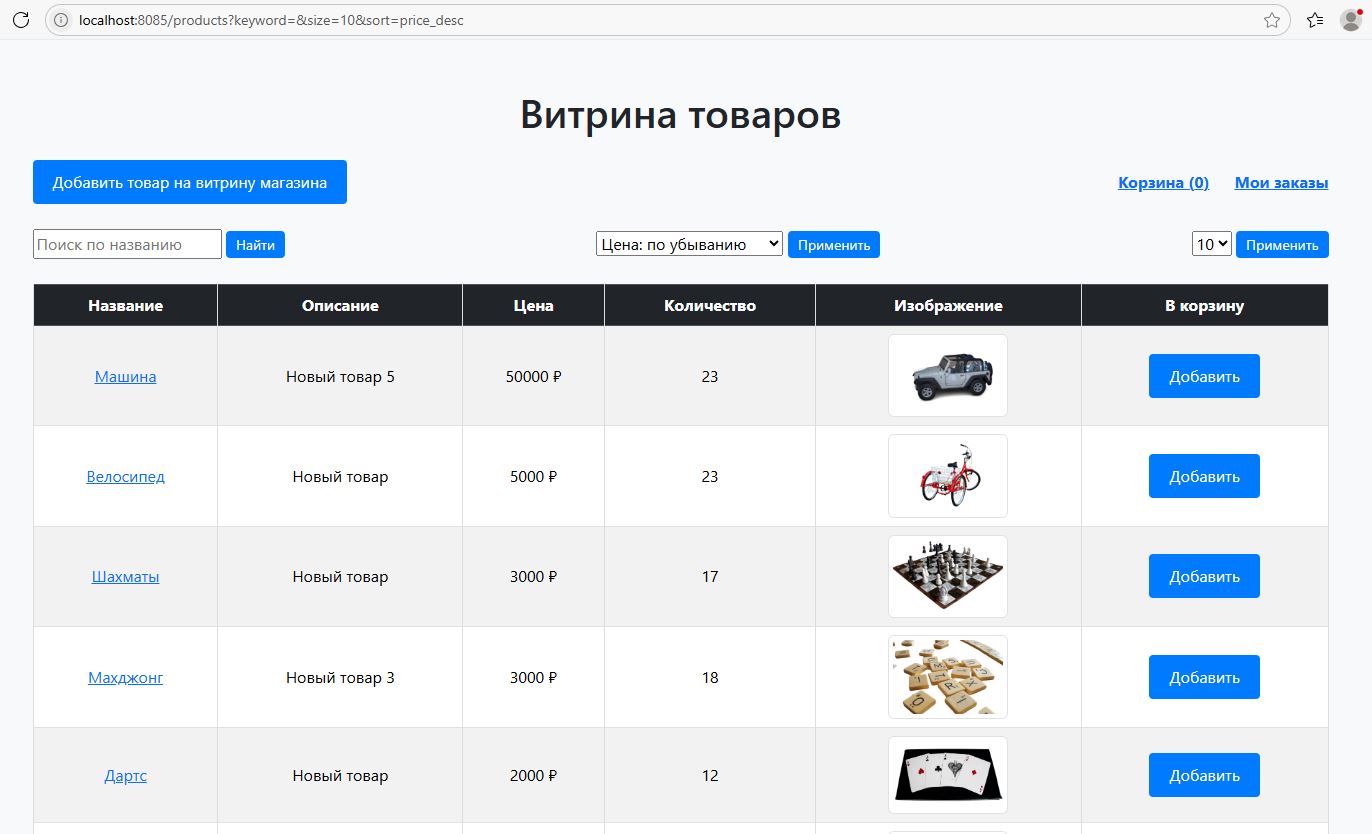 localhost:8085/products?keyword=&size=10&sort=price_desc
Витрина товаров
Добавить товар на витрину магазина
Корзина (0) Мои заказы
Поиск по названию Найти Цена: по убыванию Применить 10 Применить
Название Описание Цена Количество Изображение В корзину
Машина Новый товар 5 50000 ₽ 23 Добавить
Велосипед Новый товар 5000 ₽ 23 Добавить
Шахматы Новый товар 3000 ₽ 17 Добавить
Махджонг Новый товар 3 3000 ₽ 18 Добавить
Дартс Новый товар 2000 ₽ 12 Добавить